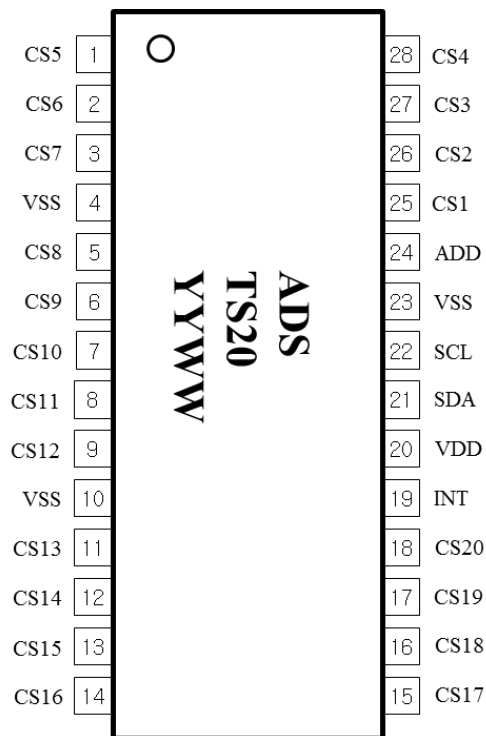 CS5 1 28 CS4
CS6 2 27 CS3
CS7 3 26 CS2
VSS 4 25 CS1
CS8 5 24 ADD
CS9 6 23 VSS
CS10 7 22 SCL
CS11 8 21 SDA
CS12 9 20 VDD
VSS 10 19 INT
CS13 11 18 CS20
CS14 12 17 CS19
CS15 13 16 CS18
CS16 14 15 CS17
ADS
TS20
YYWW